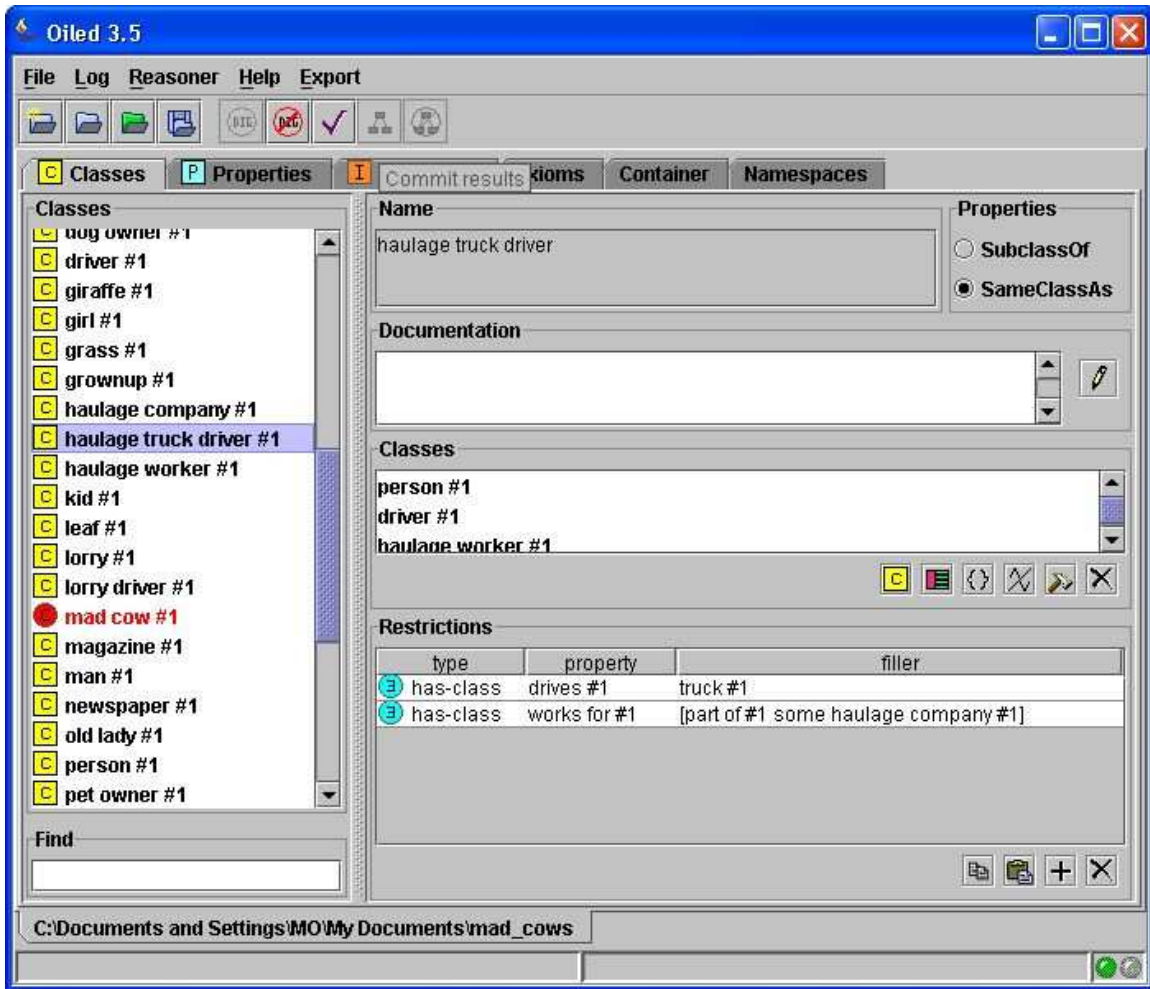 Oiled 3.5
File Log Reasoner Help Export
C Classes P Properties I Commit results xioms Container Namespaces
Classes
dog owner #1
C driver #1
C giraffe #1
C girl #1
C grass #1
C grownup #1
C haulage company #1
C haulage truck driver #1
C haulage worker #1
C kid #1
C leaf #1
C lorry #1
C lorry driver #1
C mad cow #1
C magazine #1
C man #1
C newspaper #1
C old lady #1
C person #1
C pet owner #1
Find
Name
haulage truck driver
Properties
SubclassOf
SameClassAs
Documentation
Classes
person #1
driver #1
haulage worker #1
C {}
Restrictions
type property filler
∃ has-class drives #1 truck #1
∃ has-class works for #1 [part of #1 some haulage company #1]
C:\Documents and Settings\MO\My Documents\mad_cows